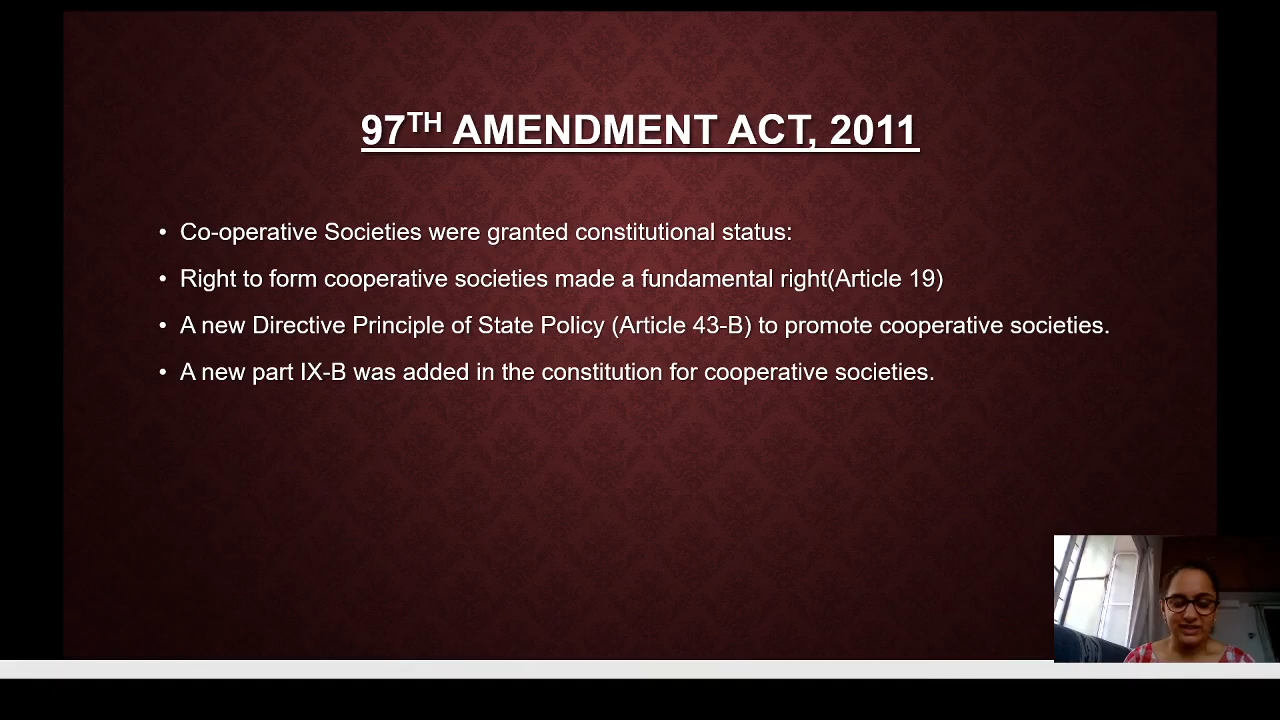 97TH AMENDMENT ACT, 2011
• Co-operative Societies were granted constitutional status:
• Right to form cooperative societies made a fundamental right(Article 19)
• A new Directive Principle of State Policy (Article 43-B) to promote cooperative societies.
• A new part IX-B was added in the constitution for cooperative societies.